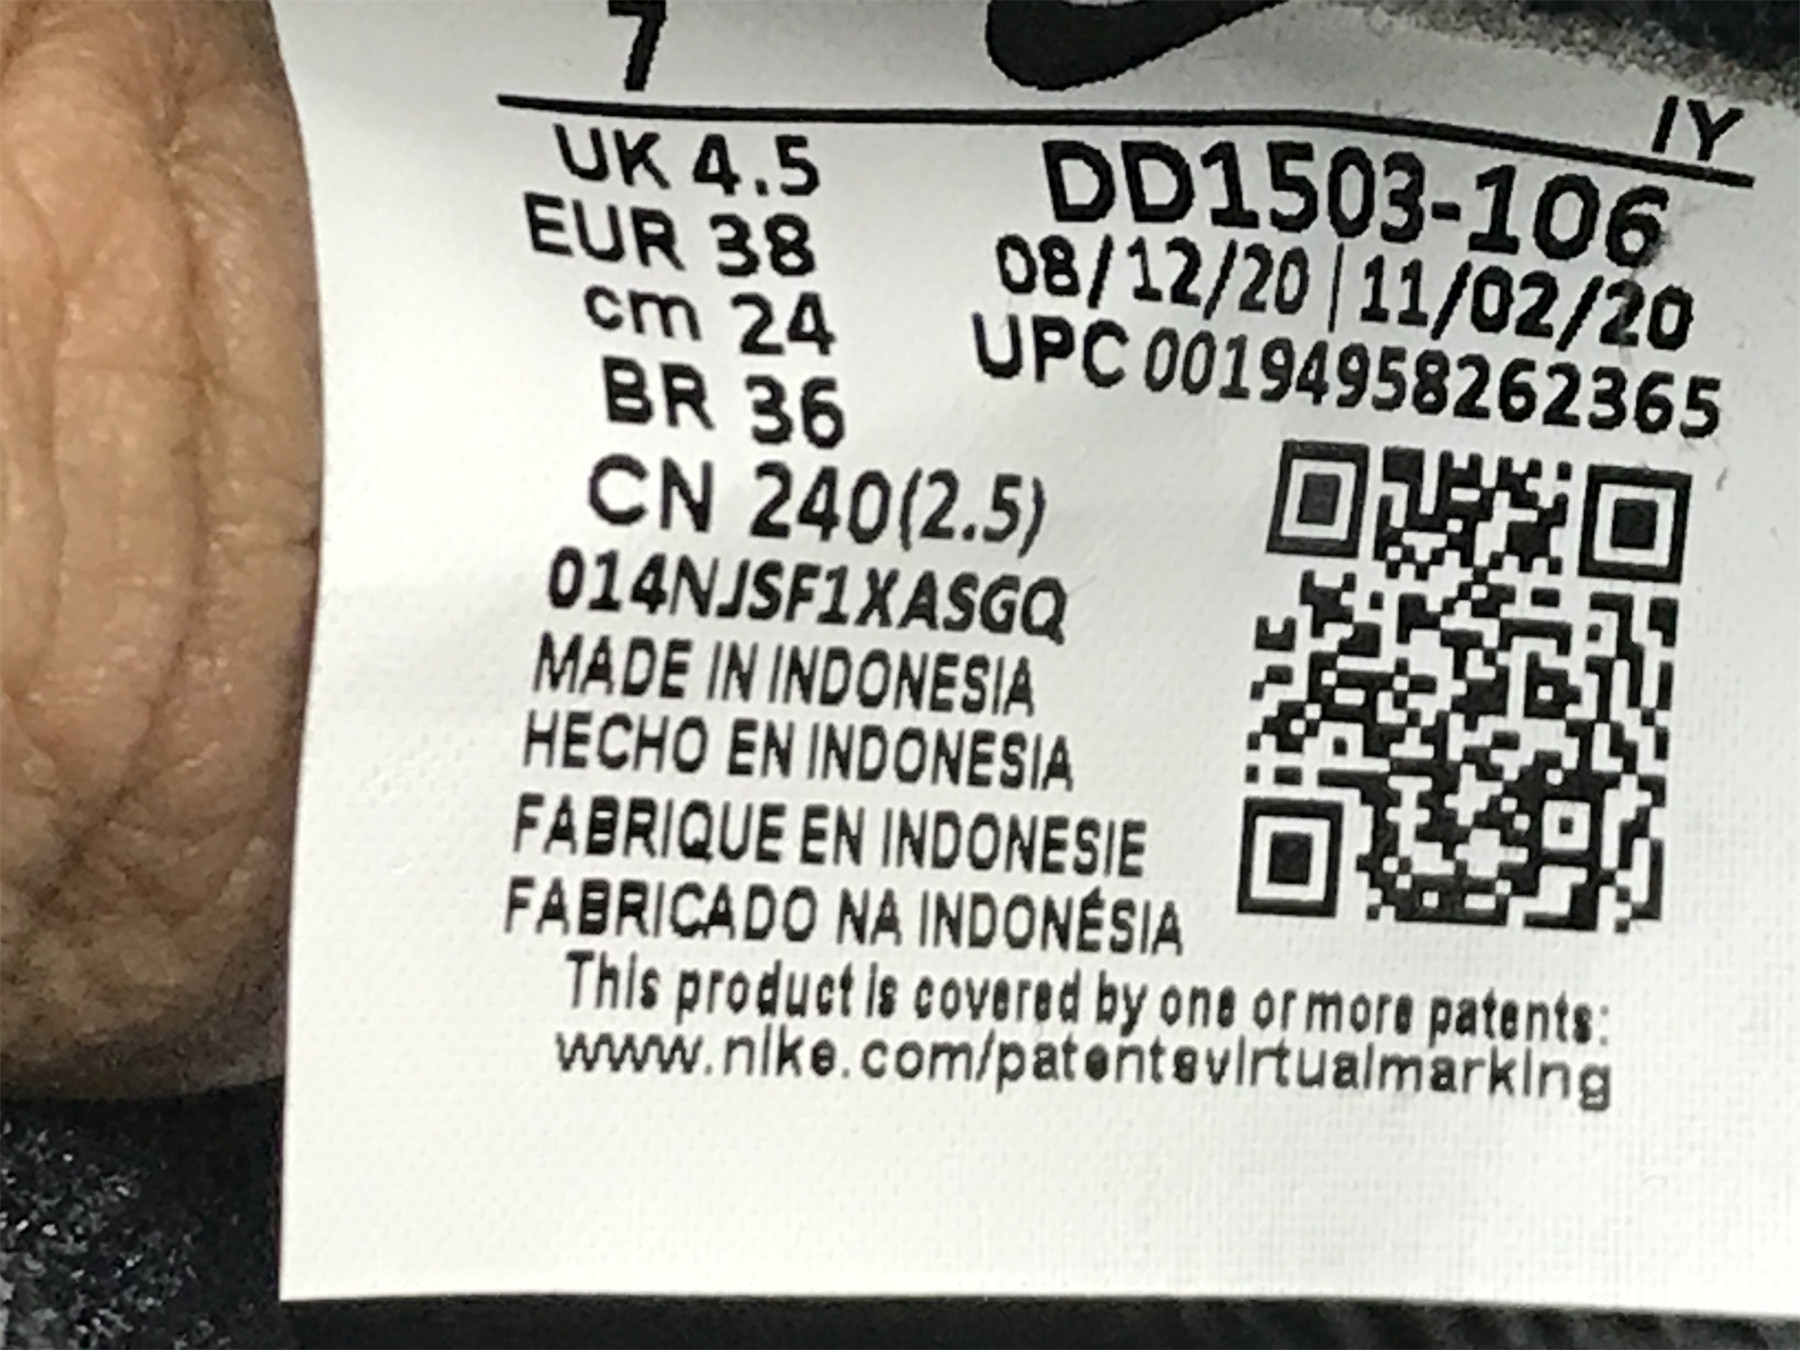 7
IY
UK 4.5
EUR 38
cm 24
BR 36
CN 240(2.5)
DD1503-106
08/12/20|11/02/20
UPC 00194958262365
014NJSF1XASGQ
MADE IN INDONESIA
HECHO EN INDONESIA
FABRIQUE EN INDONESIE
FABRICADO NA INDONÉSIA
This product is covered by one or more patents:
www.nike.com/patentsvirtualmarking